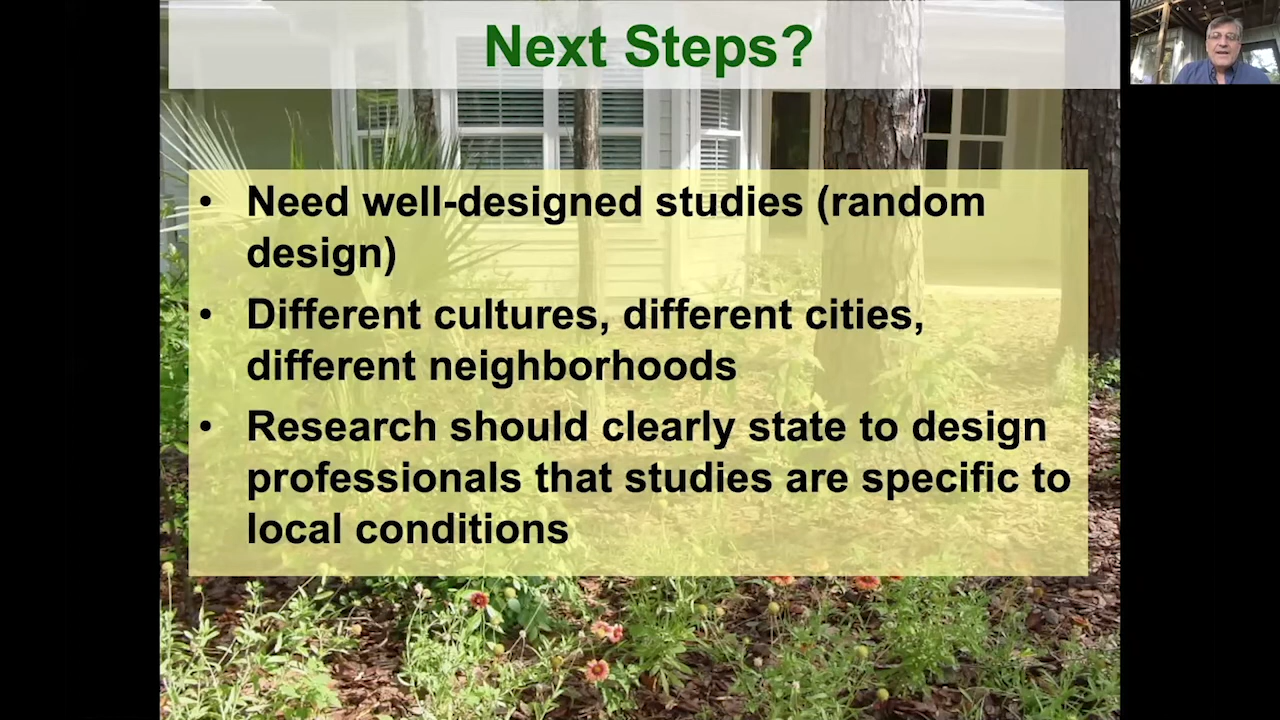 Next Steps?
• Need well-designed studies (random
design)
• Different cultures, different cities,
different neighborhoods
• Research should clearly state to design
professionals that studies are specific to
local conditions